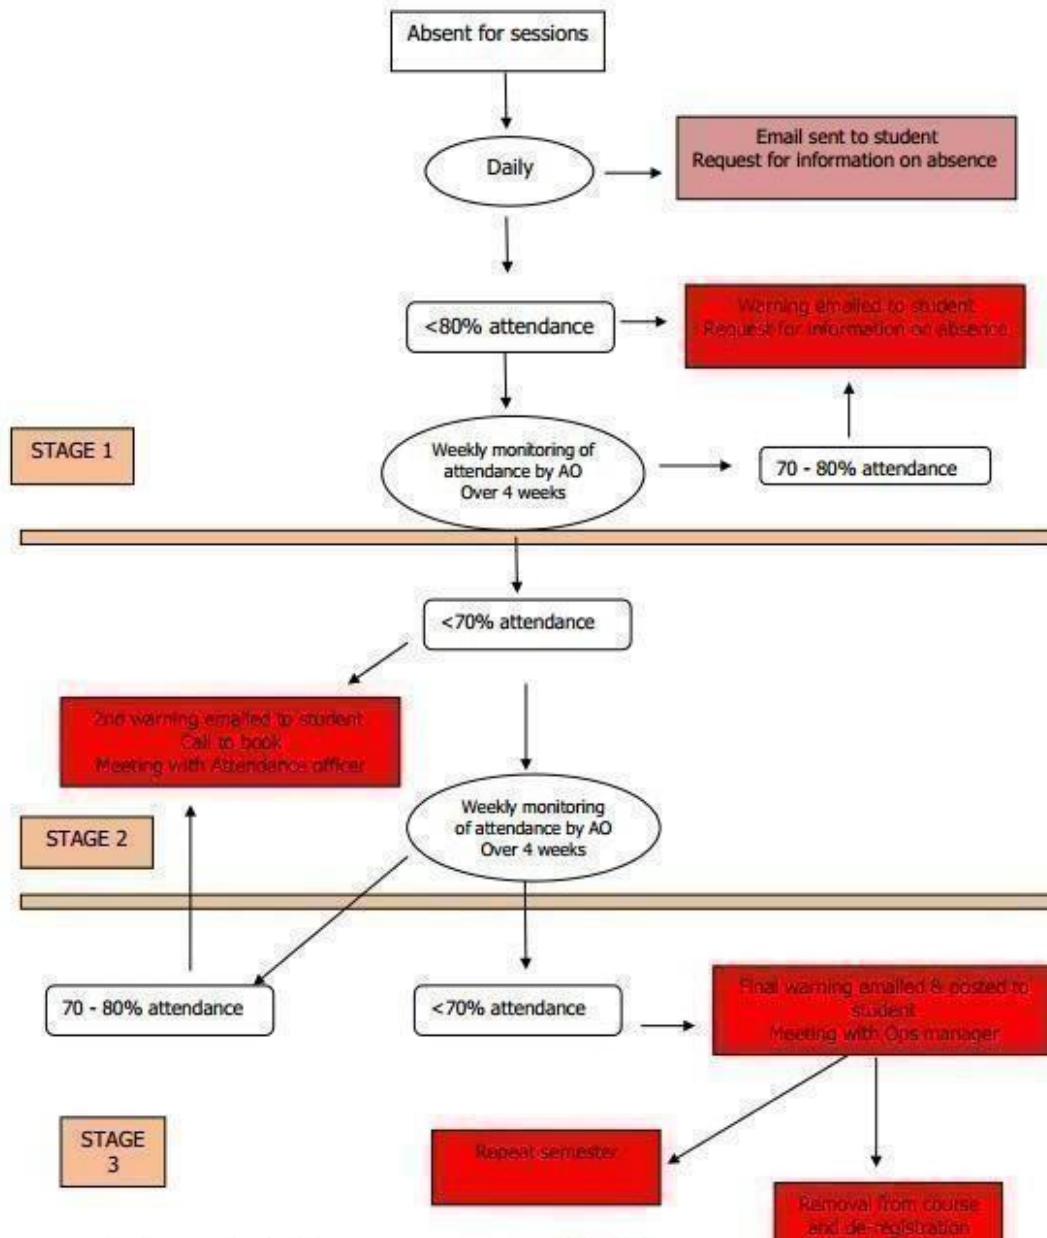 Absent for sessions
Daily
Email sent to student
Request for information on absence
<80% attendance
Warning emailed to student
Request for information on absence
STAGE 1
Weekly monitoring of
attendance by AO
Over 4 weeks
70 - 80% attendance
<70% attendance
2nd warning emailed to student
Call to book
Meeting with Attendance officer
STAGE 2
Weekly monitoring
of attendance by AO
Over 4 weeks
70 - 80% attendance
<70% attendance
Final warning emailed & posted to
student
Meeting with Ops manager
STAGE
3
Repeat semester
Removal from course
and de-registration